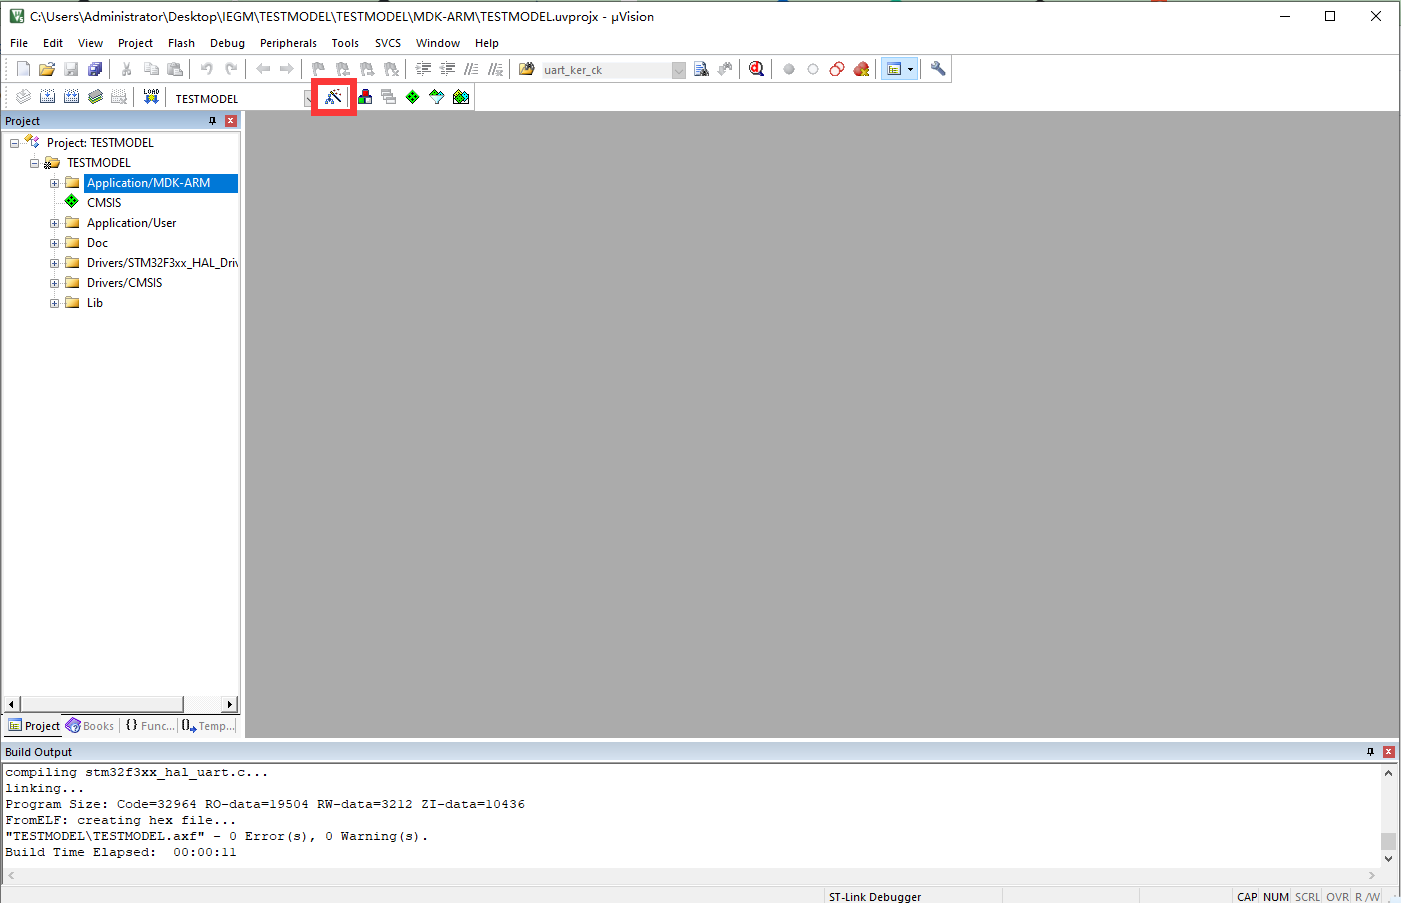 C:\Users\Administrator\Desktop\IEGM\TESTMODEL\TESTMODEL\MDK-ARM\TESTMODEL.uvprojx - µVision
File Edit View Project Flash Debug Peripherals Tools SVCS Window Help
uart_ker_ck
LOAD TESTMODEL
Project
Project: TESTMODEL
TESTMODEL
Application/MDK-ARM
CMSIS
Application/User
Doc
Drivers/STM32F3xx_HAL_Driv
Drivers/CMSIS
Lib
Project Books {} Func... Temp...
Build Output
compiling stm32f3xx_hal_uart.c...
linking...
Program Size: Code=32964 RO-data=19504 RW-data=3212 ZI-data=10436
FromELF: creating hex file...
"TESTMODEL\TESTMODEL.axf" - 0 Error(s), 0 Warning(s).
Build Time Elapsed:  00:00:11
ST-Link Debugger CAP NUM SCRL OVR R/W